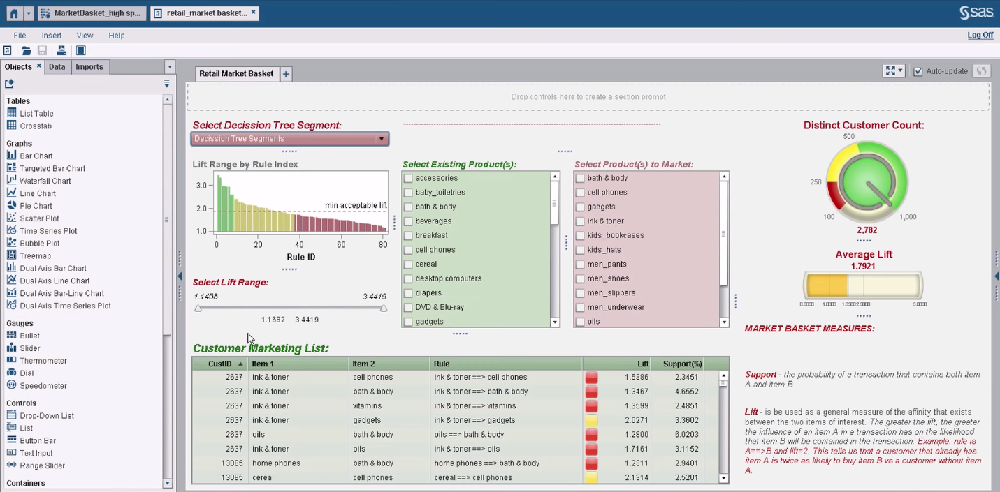 MarketBasket_high sp...
retail_market basket...
sas
File Insert View Help
Log Off
Objects Data Imports
Retail Market Basket
Auto-update
Drop controls here to create a section prompt
Tables
List Table
Crosstab
Graphs
Bar Chart
Targeted Bar Chart
Waterfall Chart
Line Chart
Pie Chart
Scatter Plot
Time Series Plot
Bubble Plot
Treemap
Dual Axis Bar Chart
Dual Axis Line Chart
Dual Axis Bar-Line Chart
Dual Axis Time Series Plot
Gauges
Bullet
Slider
Thermometer
Dial
Speedometer
Controls
Drop-Down List
List
Button Bar
Text Input
Range Slider
Containers
Select Decission Tree Segment:
Decission Tree Segments
Lift Range by Rule Index
3.0
2.0
1.0
min acceptable lift
0 20 40 60 80
Rule ID
Select Lift Range:
1.1458 3.4419
1.1682 3.4419
Select Existing Product(s):
accessories
baby_toiletries
bath & body
beverages
breakfast
cell phones
cereal
desktop computers
diapers
DVD & Blu-ray
gadgets
Select Product(s) to Market:
bath & body
cell phones
gadgets
ink & toner
kids_bookcases
kids_hats
men_pants
men_shoes
men_slippers
men_underwear
oils
Distinct Customer Count:
500
250
100 1,000
2,782
Average Lift
1.7921
0.0000 1.0000 1.8500 2.5000 5.0000
MARKET BASKET MEASURES:
Support - the probability of a transaction that contains both item
A and item B
Lift - is be used as a general measure of the affinity that exists
between the two items of interest. The greater the lift, the greater
the influence of an item A in a transaction has on the likelihood
that item B will be contained in the transaction. Example: rule is
A==>B and lift=2. This tells us that a customer that already has
item A is twice as likely to buy item B vs a customer without item
A.
Customer Marketing List:
CustID Item 1 Item 2 Rule Lift Support(%)
2637 ink & toner cell phones ink & toner ==> cell phones 1.5386 2.3451
2637 ink & toner bath & body ink & toner ==> bath & body 1.3467 4.6552
2637 ink & toner vitamins ink & toner ==> vitamins 1.3599 2.4851
2637 ink & toner gadgets ink & toner ==> gadgets 2.0271 3.3602
2637 oils bath & body oils ==> bath & body 1.2800 6.0203
2637 ink & toner oils ink & toner ==> oils 1.7161 3.1152
13085 home phones bath & body home phones ==> bath & body 1.2311 2.9401
13085 cereal cell phones cereal ==> cell phones 2.1314 2.5201